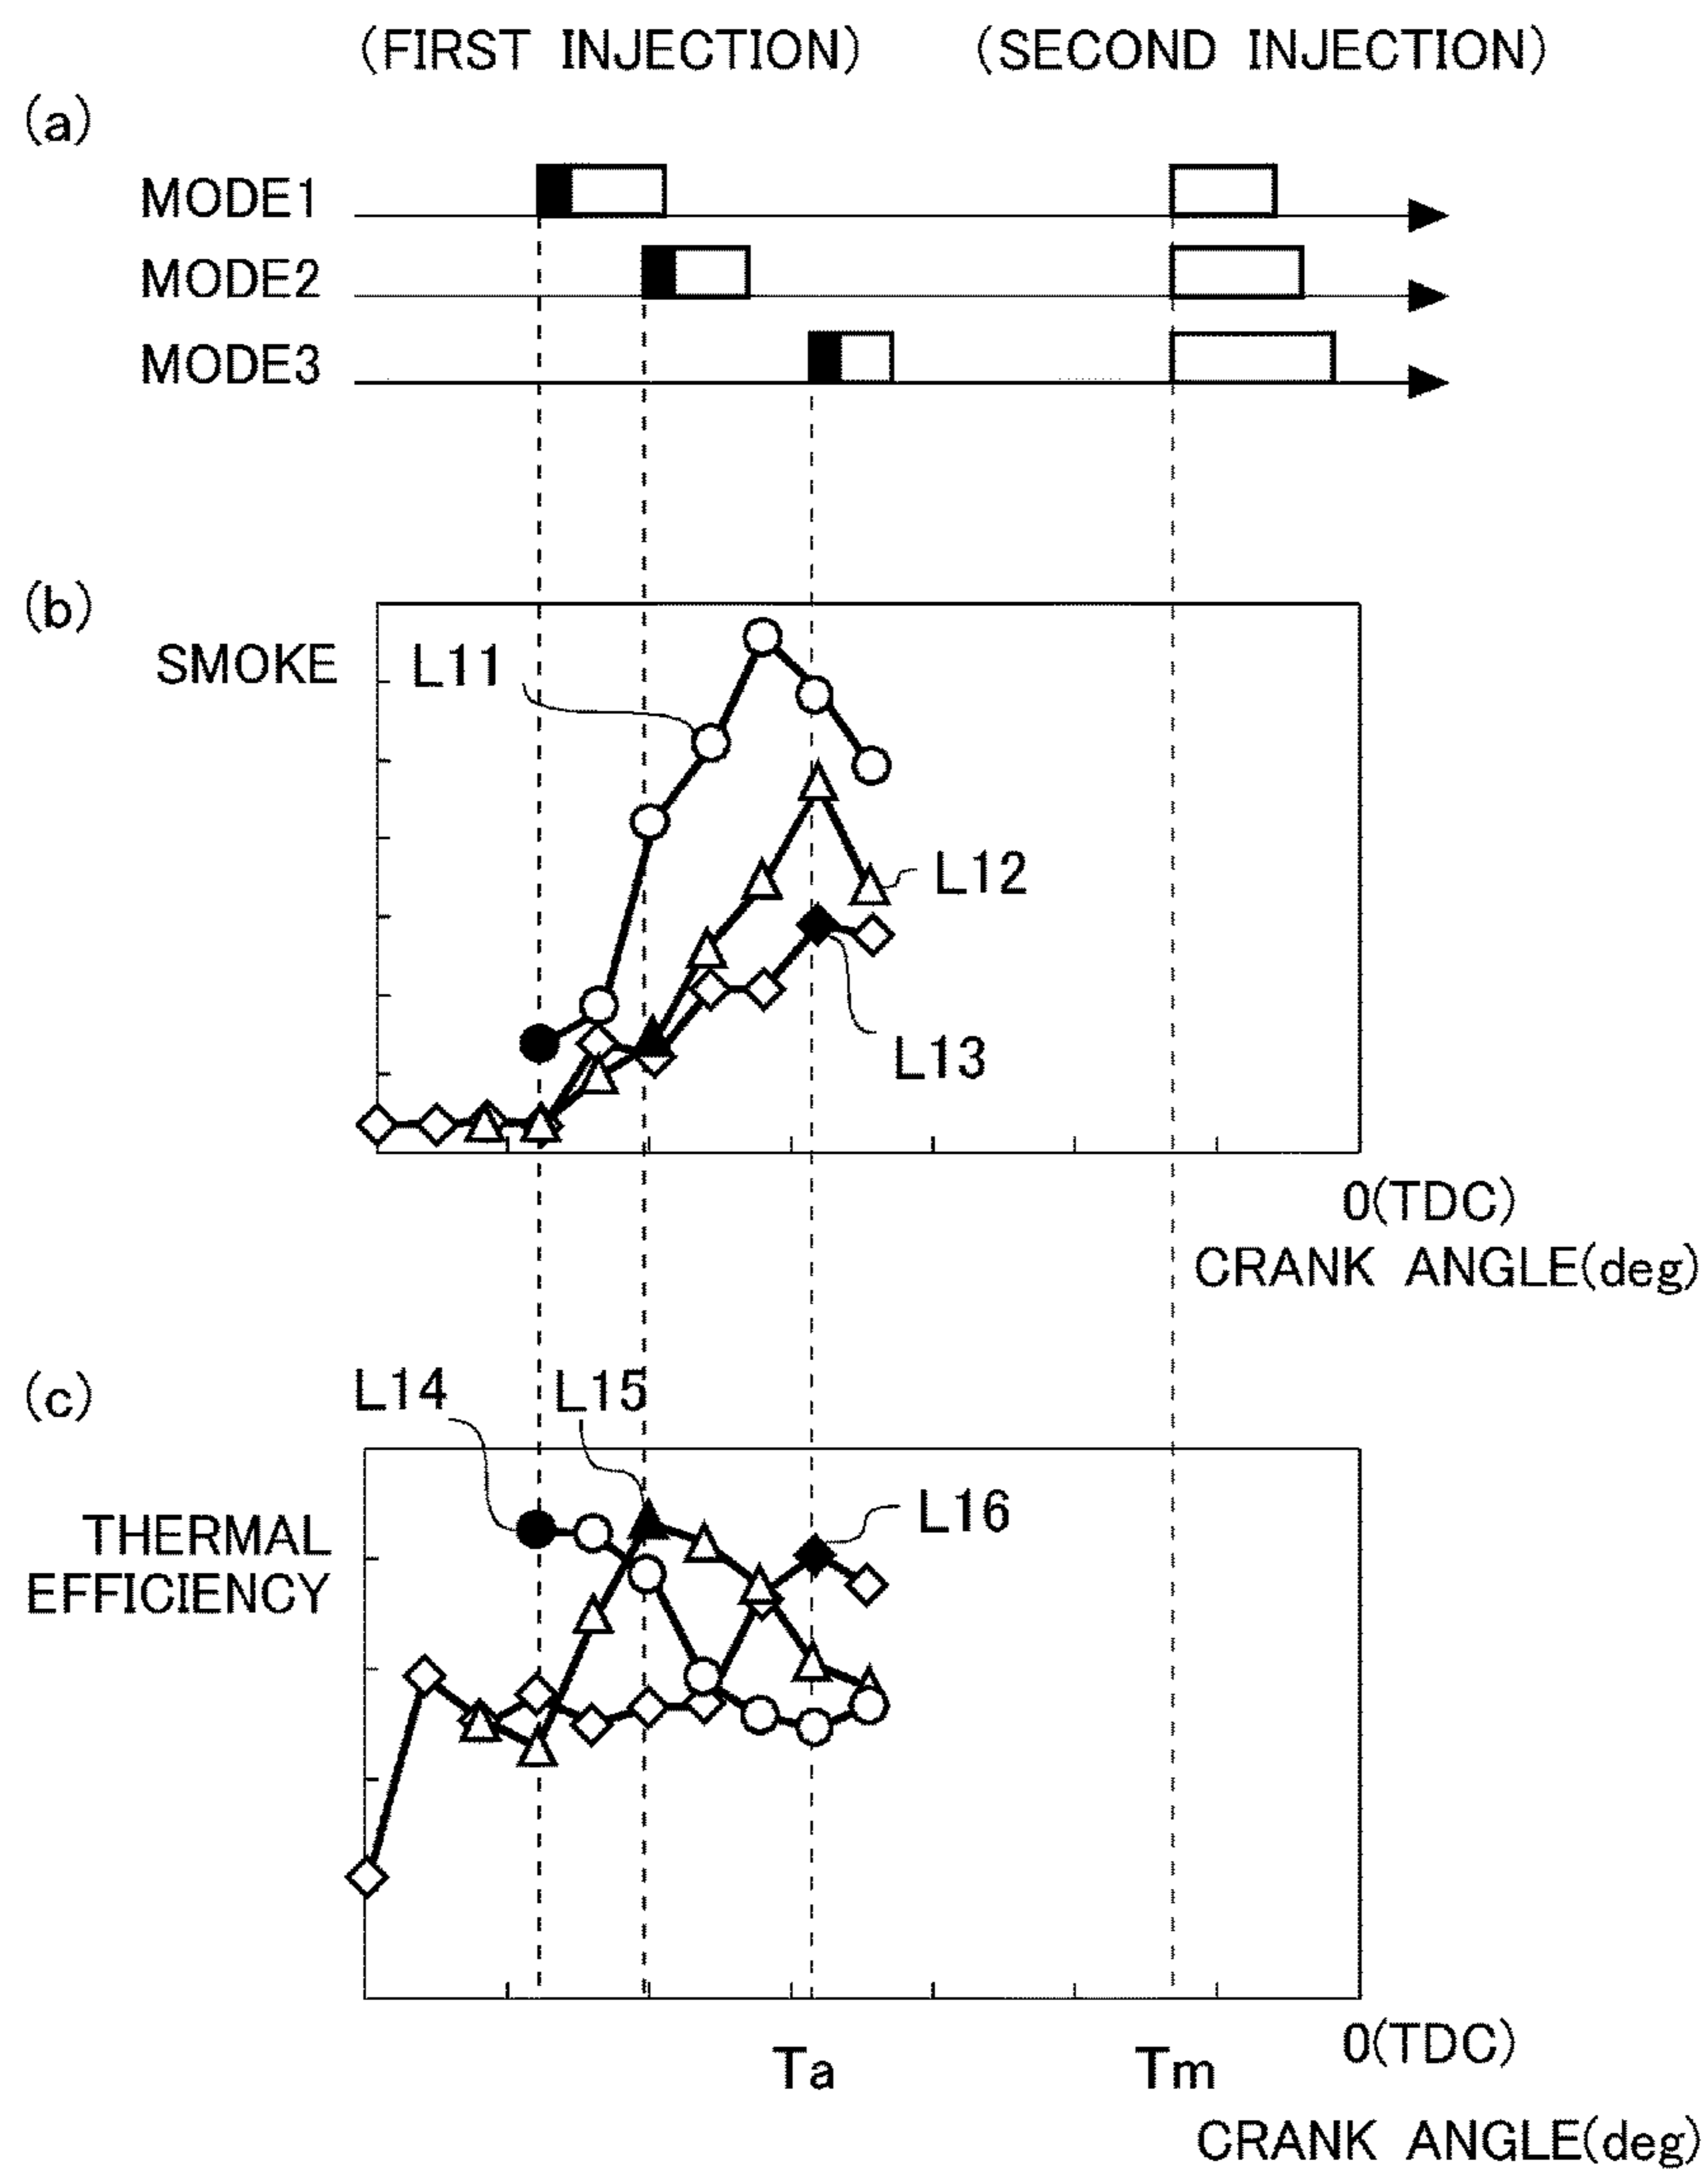 (FIRST INJECTION) (SECOND INJECTION)
(a)
MODE1
MODE2
MODE3
(b)
SMOKE
L11
L12
L13
0(TDC)
CRANK ANGLE(deg)
(c)
L14 L15
L16
THERMAL
EFFICIENCY
Ta Tm 0(TDC)
CRANK ANGLE(deg)